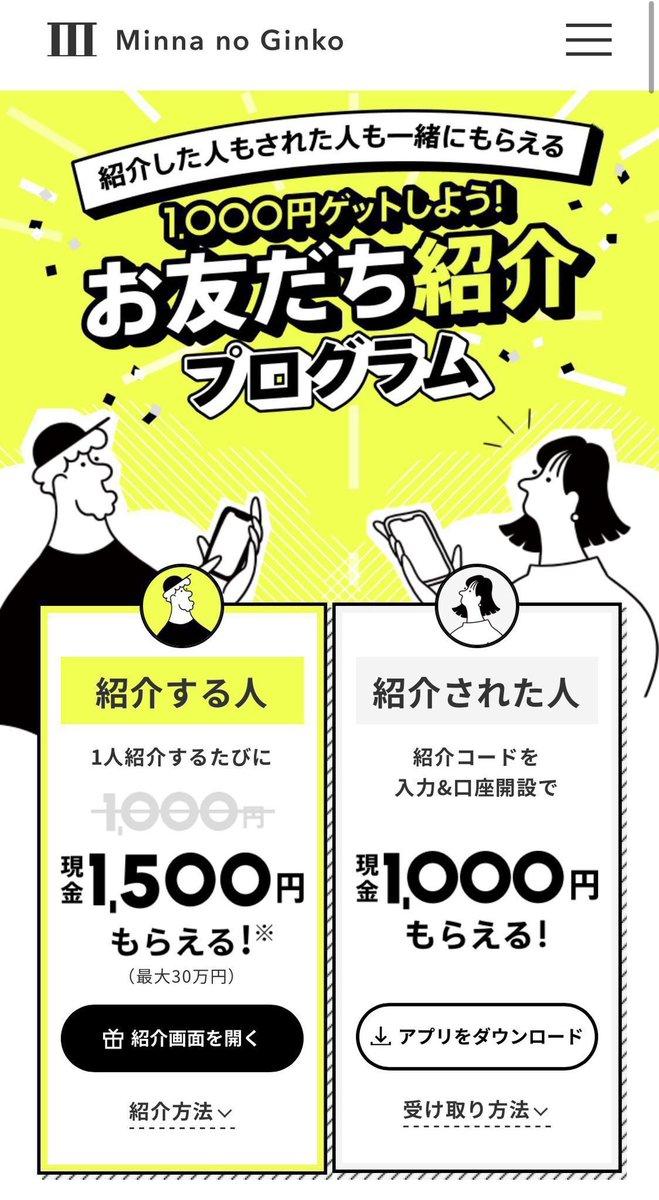 Minna no Ginko
紹介した人もされた人も一緒にもらえる
1,000円ゲットしよう!
お友だち紹介
プログラム
紹介する人
1人紹介するたびに
1,000円
現金1,500円
もらえる!※
（最大30万円）
紹介画面を開く
紹介方法
紹介された人
紹介コードを
入力&口座開設で
現金1,000円
もらえる!
アプリをダウンロード
受け取り方法